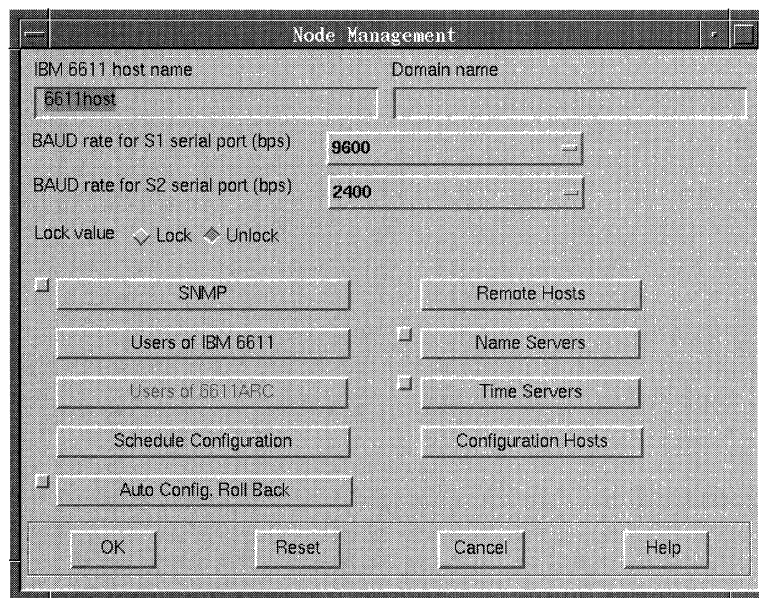 Node Management
IBM 6611 host name
Domain name
6611host
BAUD rate for S1 serial port (bps)
9600
BAUD rate for S2 serial port (bps)
2400
Lock value Lock Unlock
SNMP
Remote Hosts
Users of IBM 6611
Name Servers
Users of 6611ARC
Time Servers
Schedule Configuration
Configuration Hosts
Auto Config. Roll Back
OK Reset Cancel Help